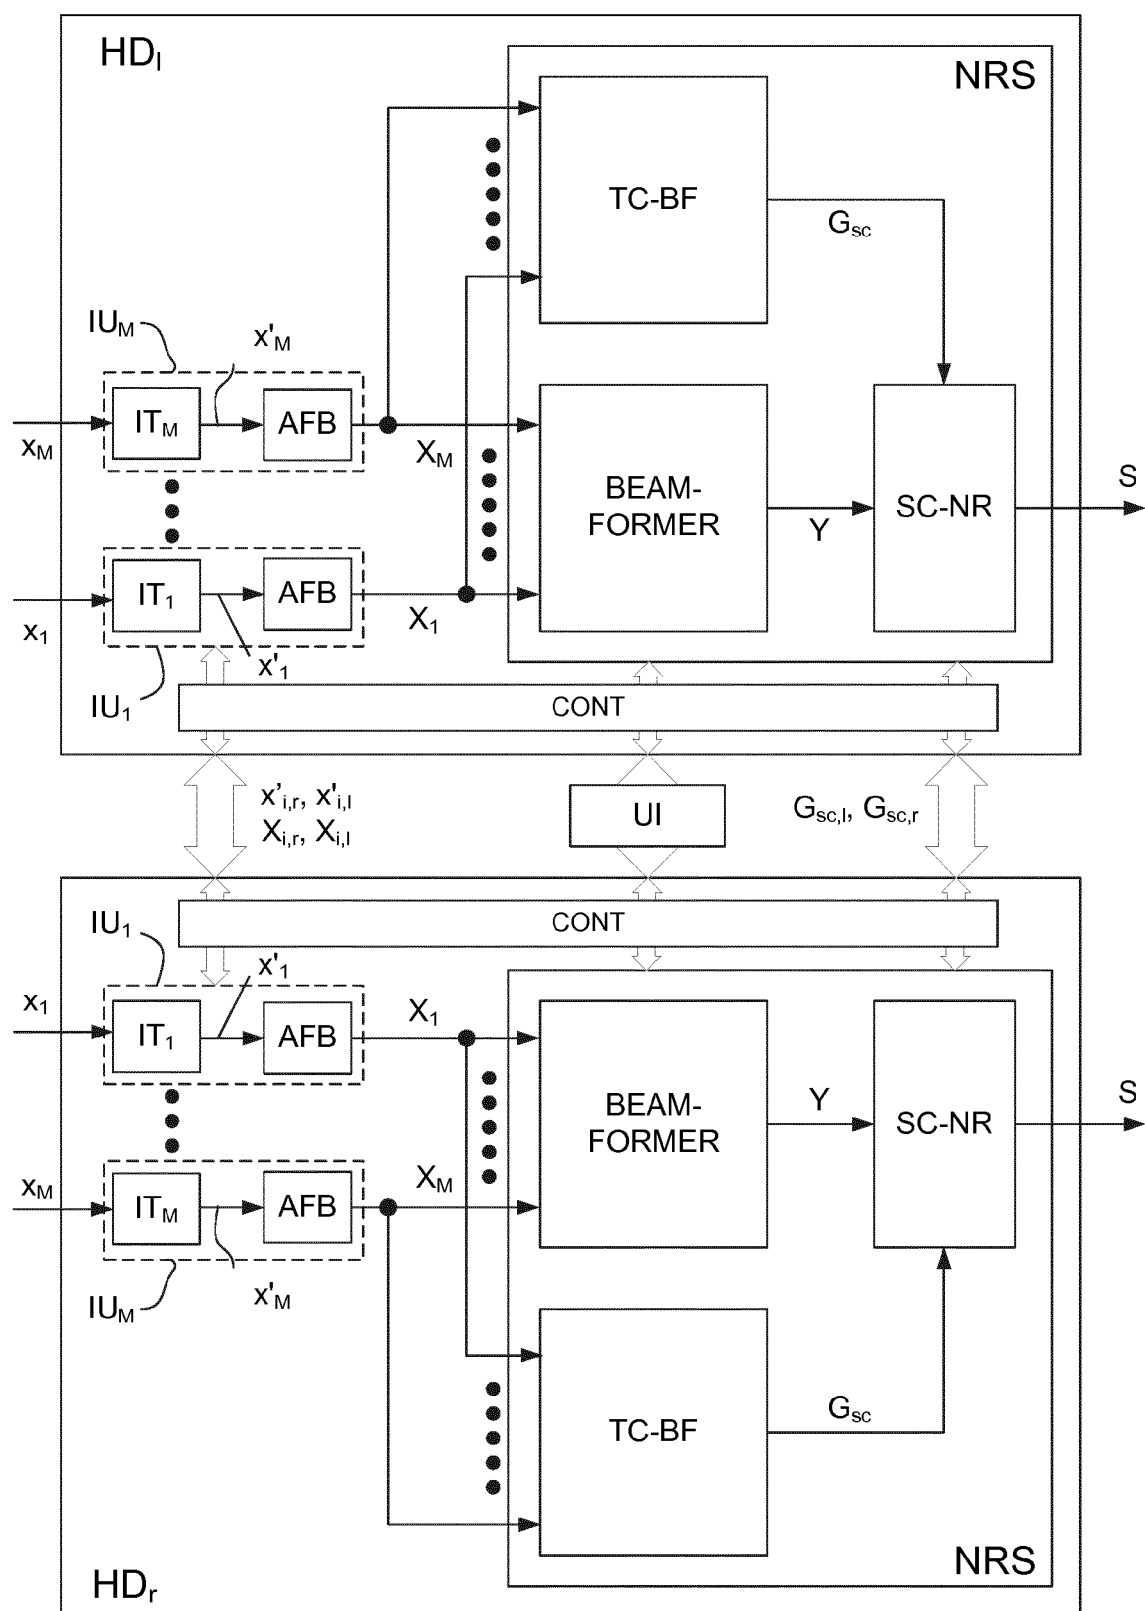 HDl
NRS
TC-BF
Gsc
IUM
x'M
ITM
AFB
xM
XM
BEAM-
FORMER
Y
SC-NR
S
IT1
AFB
x1
X1
x'1
IU1
CONT
x'i,r, x'i,l
Xi,r, Xi,l
UI
Gsc,l, Gsc,r
CONT
IU1
x'1
x1
IT1
AFB
X1
BEAM-
FORMER
Y
SC-NR
S
xM
ITM
AFB
XM
IUM
x'M
TC-BF
Gsc
NRS
HDr